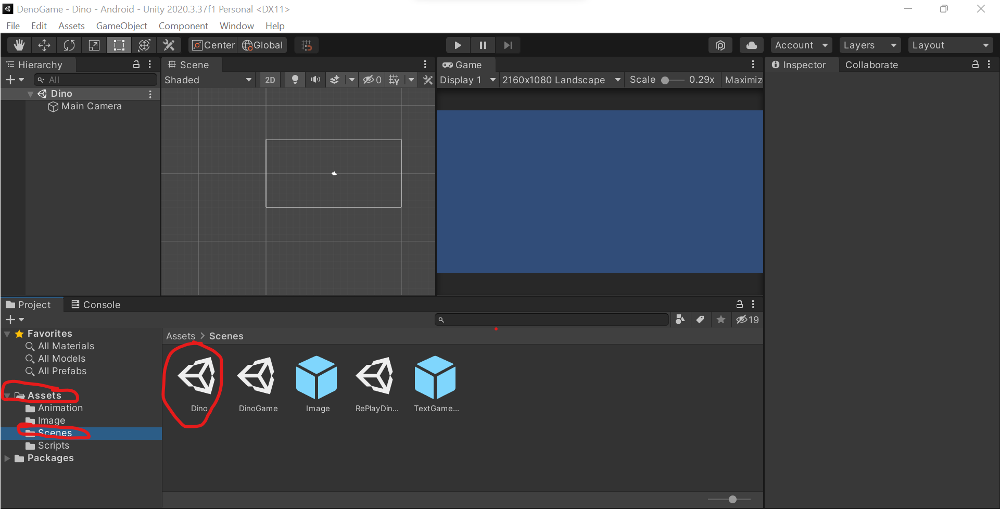 DenoGame - Dino - Android - Unity 2020.3.37f1 Personal <DX11>
File Edit Assets GameObject Component Window Help
Center Global Account Layers Layout
Hierarchy Scene Game Inspector Collaborate
All Shaded 2D 0 Display 1 2160x1080 Landscape Scale 0.29x Maximiz
Dino
Main Camera
Project Console
19
Favorites
All Materials
All Models
All Prefabs
Assets
Animation
Image
Scenes
Scripts
Packages
Assets > Scenes
Dino DinoGame Image RePlayDin... TextGame...